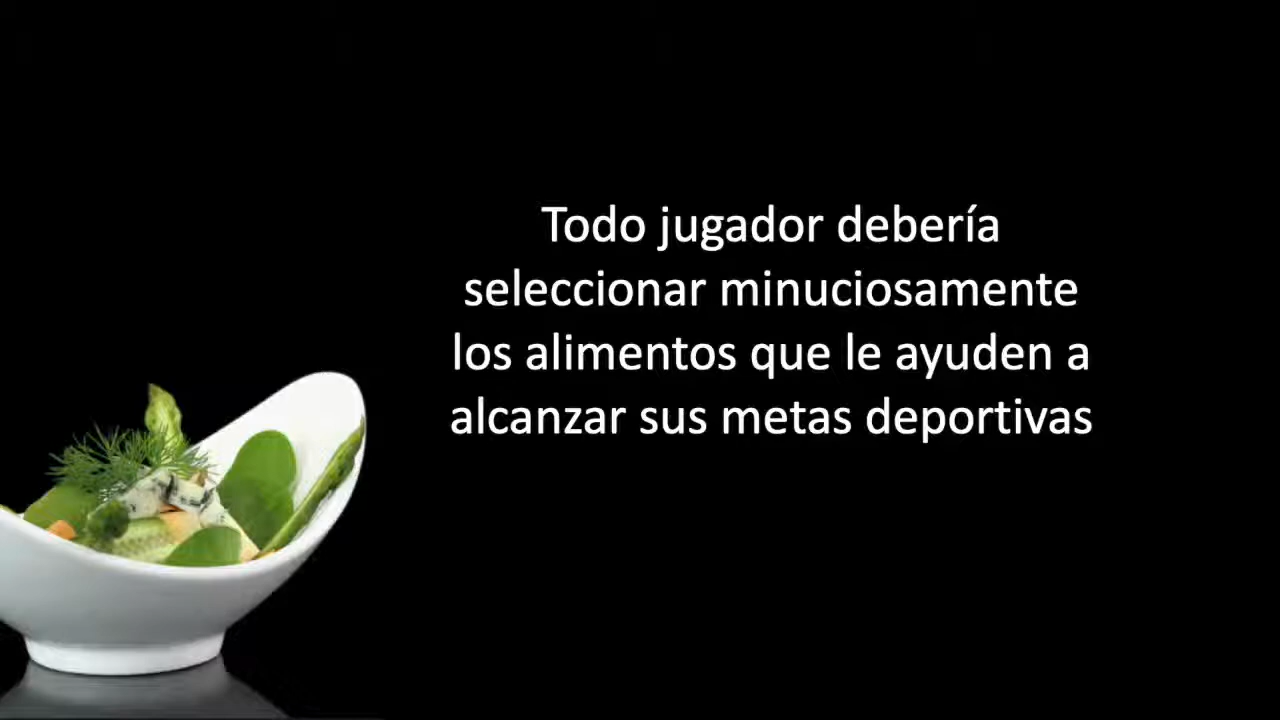 Todo jugador debería
seleccionar minuciosamente
los alimentos que le ayuden a
alcanzar sus metas deportivas